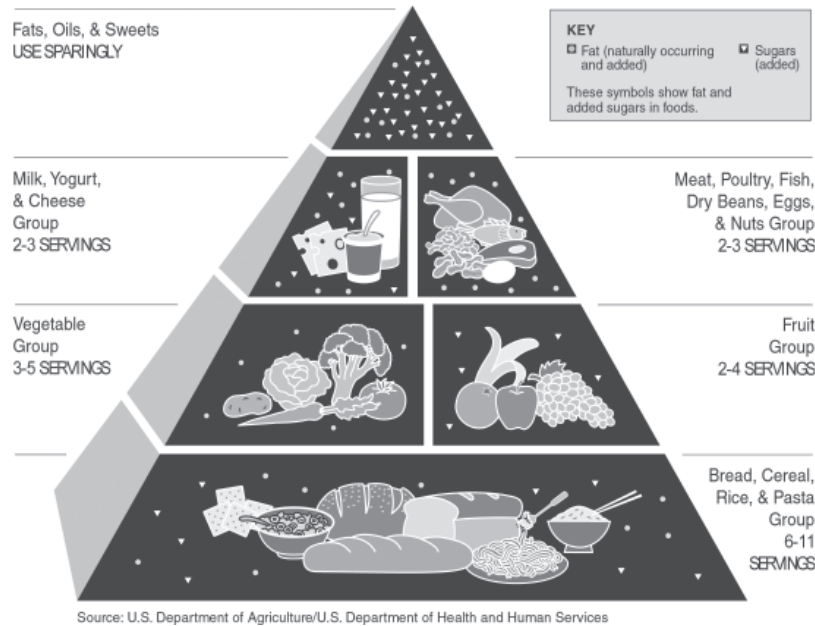 Fats, Oils, & Sweets
USE SPARINGLY
KEY
Fat (naturally occurring
and added)
Sugars
(added)
These symbols show fat and
added sugars in foods.
Milk, Yogurt,
& Cheese
Group
2-3 SERVINGS
Meat, Poultry, Fish,
Dry Beans, Eggs,
& Nuts Group
2-3 SERVINGS
Vegetable
Group
3-5 SERVINGS
Fruit
Group
2-4 SERVINGS
Bread, Cereal,
Rice, & Pasta
Group
6-11
SERVINGS
Source: U.S. Department of Agriculture/U.S. Department of Health and Human Services